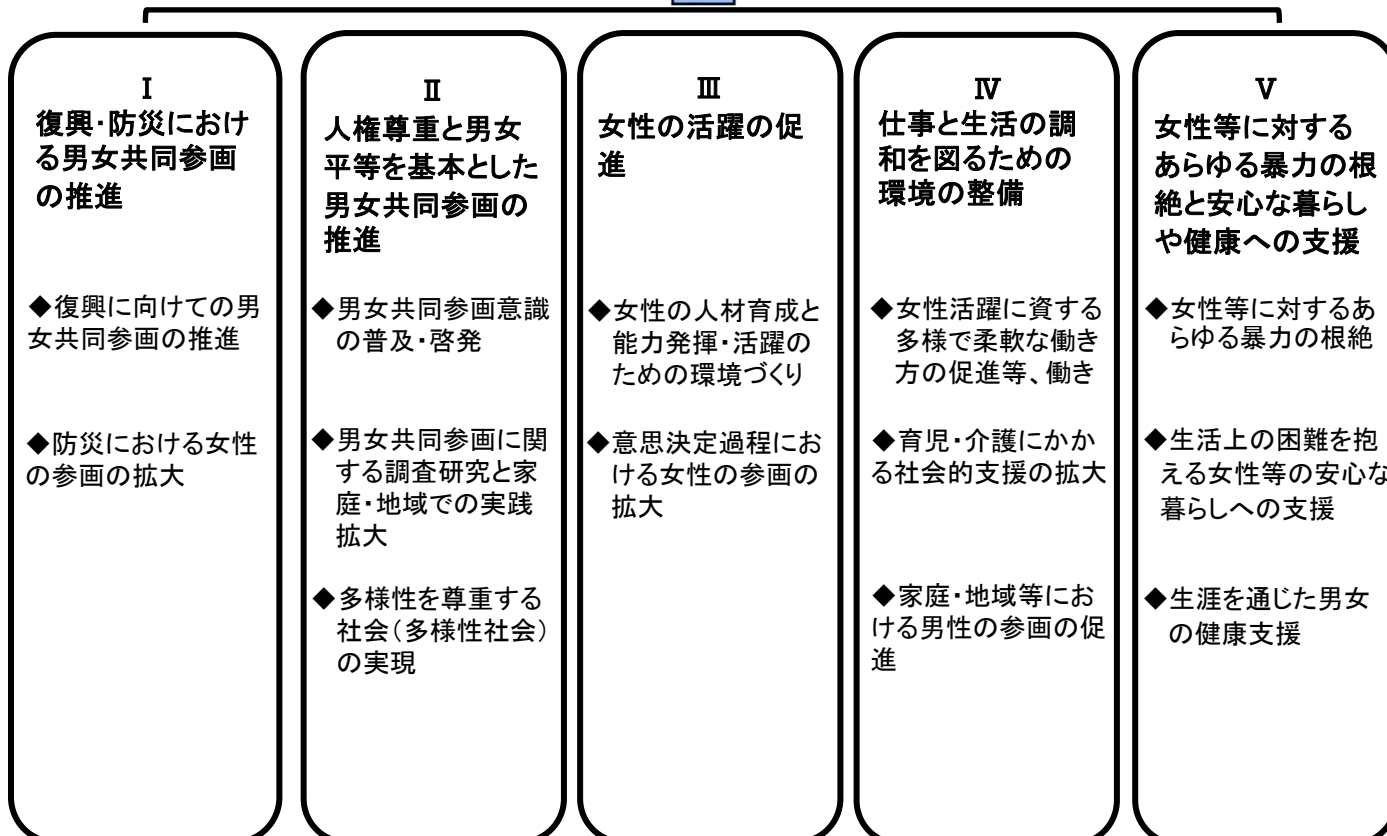 Ⅰ
復興・防災におけ
る男女共同参画
の推進
◆復興に向けての男
女共同参画の推進
◆防災における女性
の参画の拡大
Ⅱ
人権尊重と男女
平等を基本とした
男女共同参画の
推進
◆男女共同参画意識
の普及・啓発
◆男女共同参画に関
する調査研究と家
庭・地域での実践
拡大
◆多様性を尊重する
社会（多様性社会）
の実現
Ⅲ
女性の活躍の促
進
◆女性の人材育成と
能力発揮・活躍の
ための環境づくり
◆意思決定過程にお
ける女性の参画の
拡大
Ⅳ
仕事と生活の調
和を図るための
環境の整備
◆女性活躍に資する
多様で柔軟な働き
方の促進等、働き
◆育児・介護にかか
る社会的支援の拡大
◆家庭・地域等にお
ける男性の参画の促
進
Ⅴ
女性等に対する
あらゆる暴力の根
絶と安心な暮らし
や健康への支援
◆女性等に対するあ
らゆる暴力の根絶
◆生活上の困難を抱
える女性等の安心な
暮らしへの支援
◆生涯を通じた男女
の健康支援